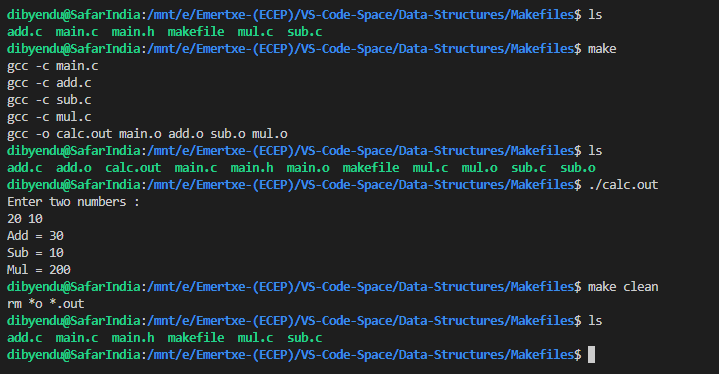 dibyendu@SafarIndia:/mnt/e/Emertxe-(ECEP)/VS-Code-Space/Data-Structures/Makefiles$ ls
add.c  main.c  main.h  makefile  mul.c  sub.c
dibyendu@SafarIndia:/mnt/e/Emertxe-(ECEP)/VS-Code-Space/Data-Structures/Makefiles$ make
gcc -c main.c
gcc -c add.c
gcc -c sub.c
gcc -c mul.c
gcc -o calc.out main.o add.o sub.o mul.o
dibyendu@SafarIndia:/mnt/e/Emertxe-(ECEP)/VS-Code-Space/Data-Structures/Makefiles$ ls
add.c  add.o  calc.out  main.c  main.h  main.o  makefile  mul.c  mul.o  sub.c  sub.o
dibyendu@SafarIndia:/mnt/e/Emertxe-(ECEP)/VS-Code-Space/Data-Structures/Makefiles$ ./calc.out
Enter two numbers :
20 10
Add = 30
Sub = 10
Mul = 200
dibyendu@SafarIndia:/mnt/e/Emertxe-(ECEP)/VS-Code-Space/Data-Structures/Makefiles$ make clean
rm *o *.out
dibyendu@SafarIndia:/mnt/e/Emertxe-(ECEP)/VS-Code-Space/Data-Structures/Makefiles$ ls
add.c  main.c  main.h  makefile  mul.c  sub.c
dibyendu@SafarIndia:/mnt/e/Emertxe-(ECEP)/VS-Code-Space/Data-Structures/Makefiles$